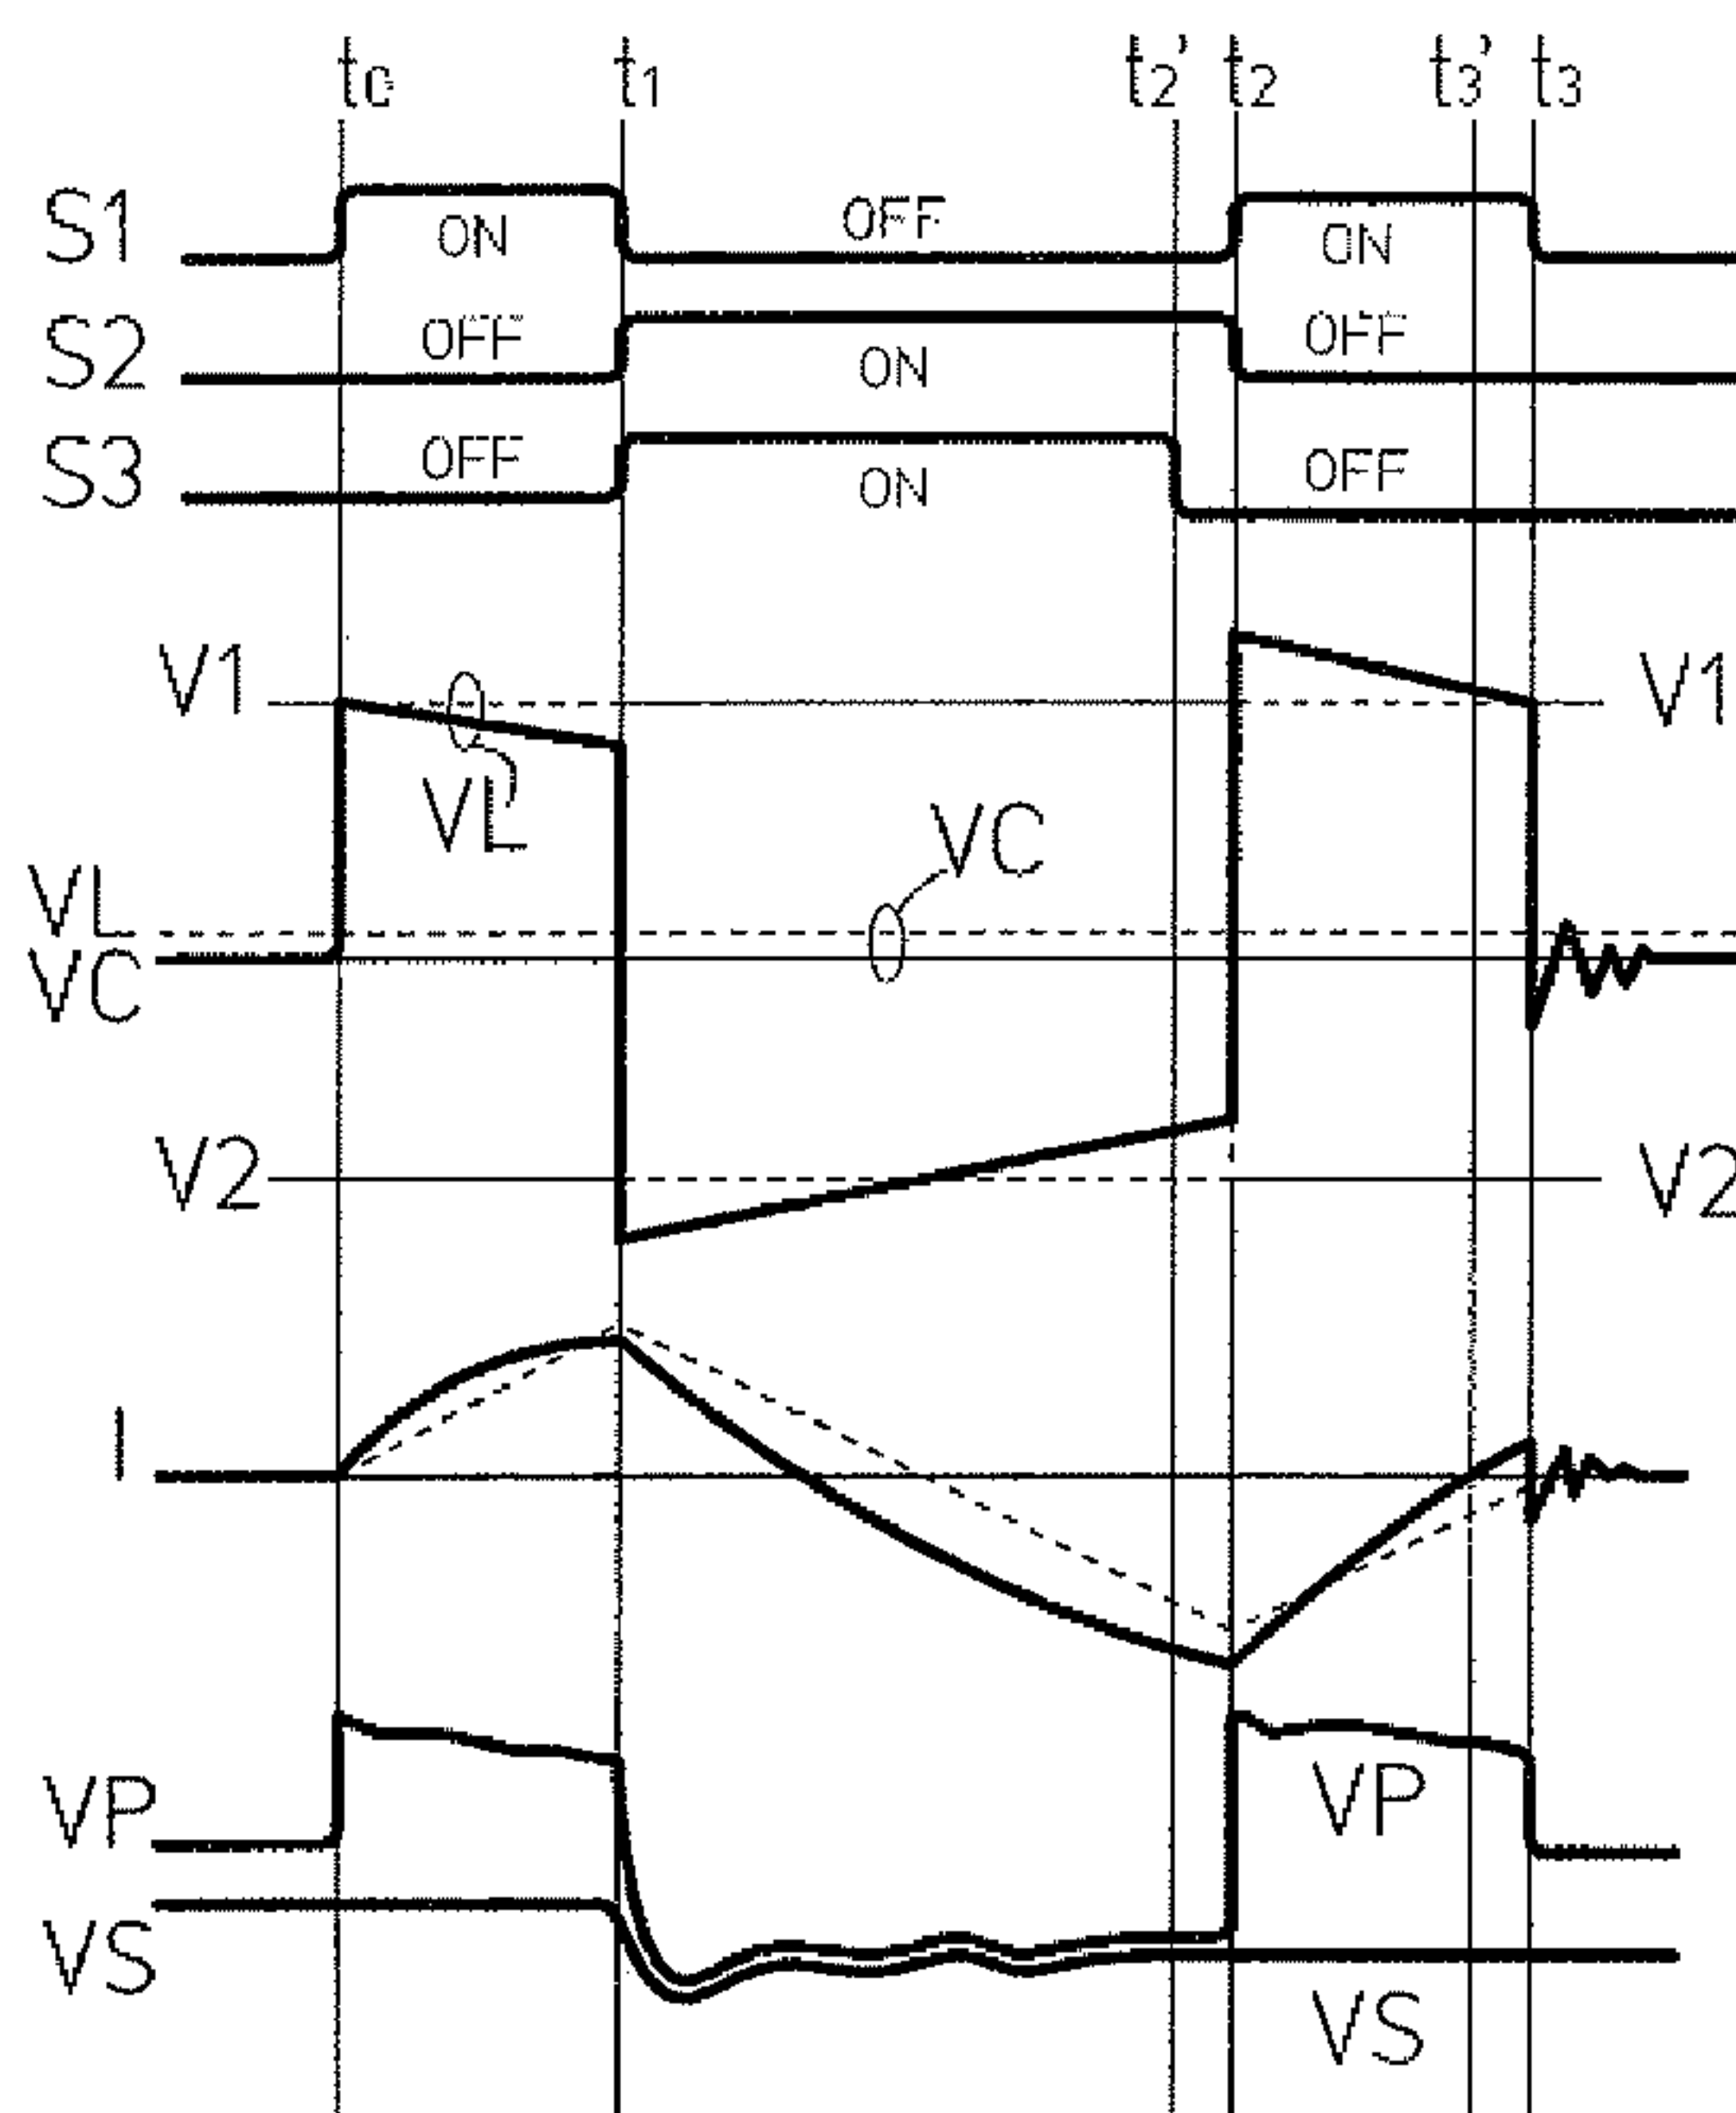 tc t1 t2' t2 t3' t3
S1 ON OFF ON
S2 OFF ON OFF
S3 OFF ON OFF
V1 V1
VL
VC
VL
VC
V2 V2
I
VP VP
VS
VS